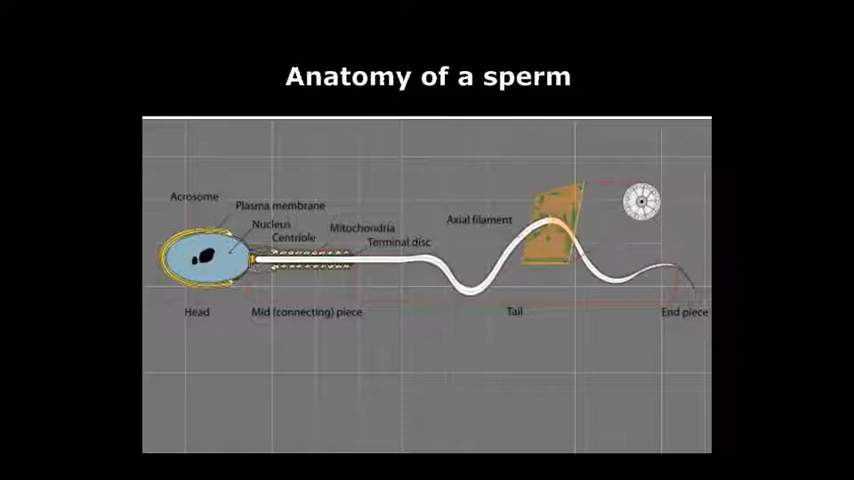 Anatomy of a sperm
Acrosome
Plasma membrane
Nucleus
Centriole
Mitochondria
Terminal disc
Axial filament
Head
Mid (connecting) piece
Tail
End piece